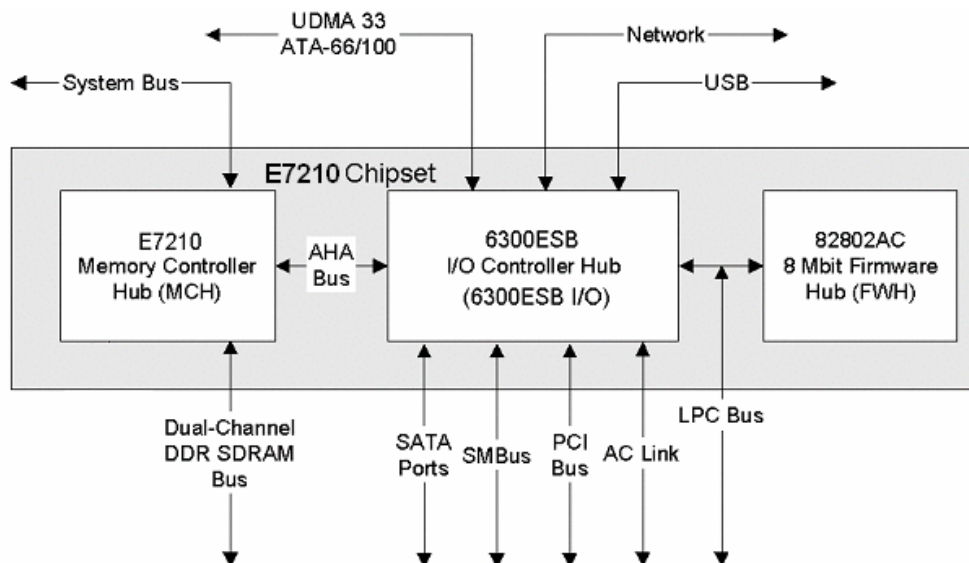 UDMA 33
ATA-66/100
Network
System Bus
USB
E7210 Chipset
E7210
Memory Controller
Hub (MCH)
AHA
Bus
6300ESB
I/O Controller Hub
(6300ESB I/O)
82802AC
8 Mbit Firmware
Hub (FWH)
Dual-Channel
DDR SDRAM
Bus
SATA
Ports
SMBus
PCI
Bus
AC Link
LPC Bus